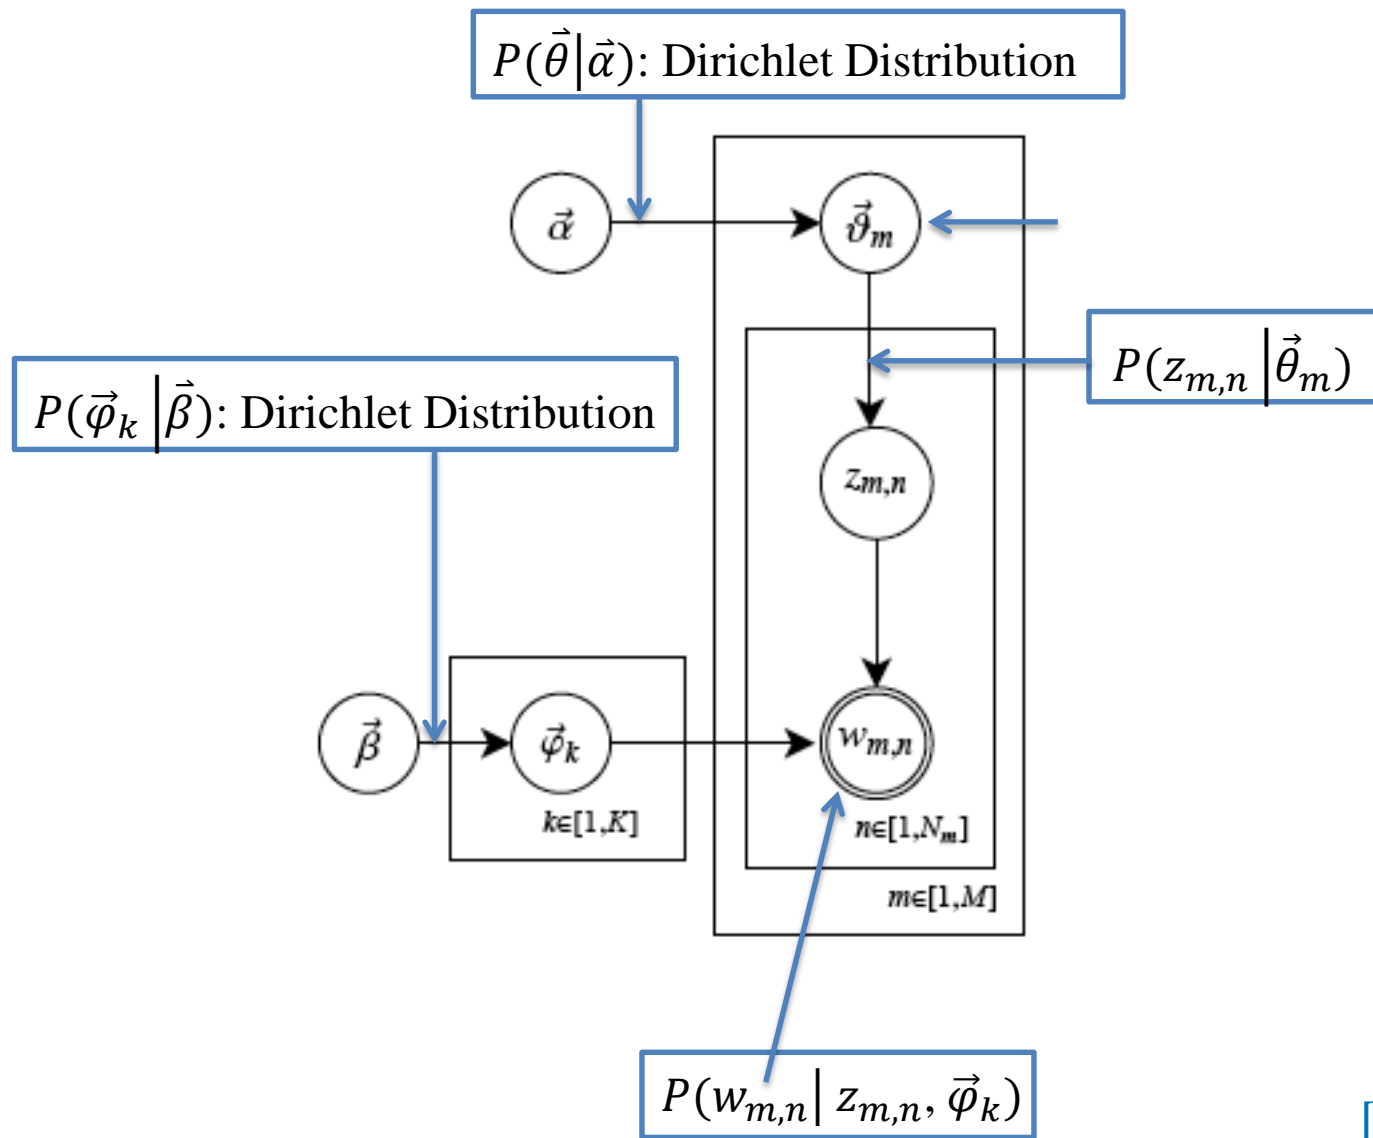 P(θ⃗|α⃗): Dirichlet Distribution
α⃗
ϑ⃗ₘ
P(zₘ,ₙ|θ⃗ₘ)
P(φ⃗ₖ|β⃗): Dirichlet Distribution
zₘ,ₙ
β⃗
φ⃗ₖ
wₘ,ₙ
k∈[1,K]
n∈[1,Nₘ]
m∈[1,M]
P(wₘ,ₙ| zₘ,ₙ, φ⃗ₖ)
[